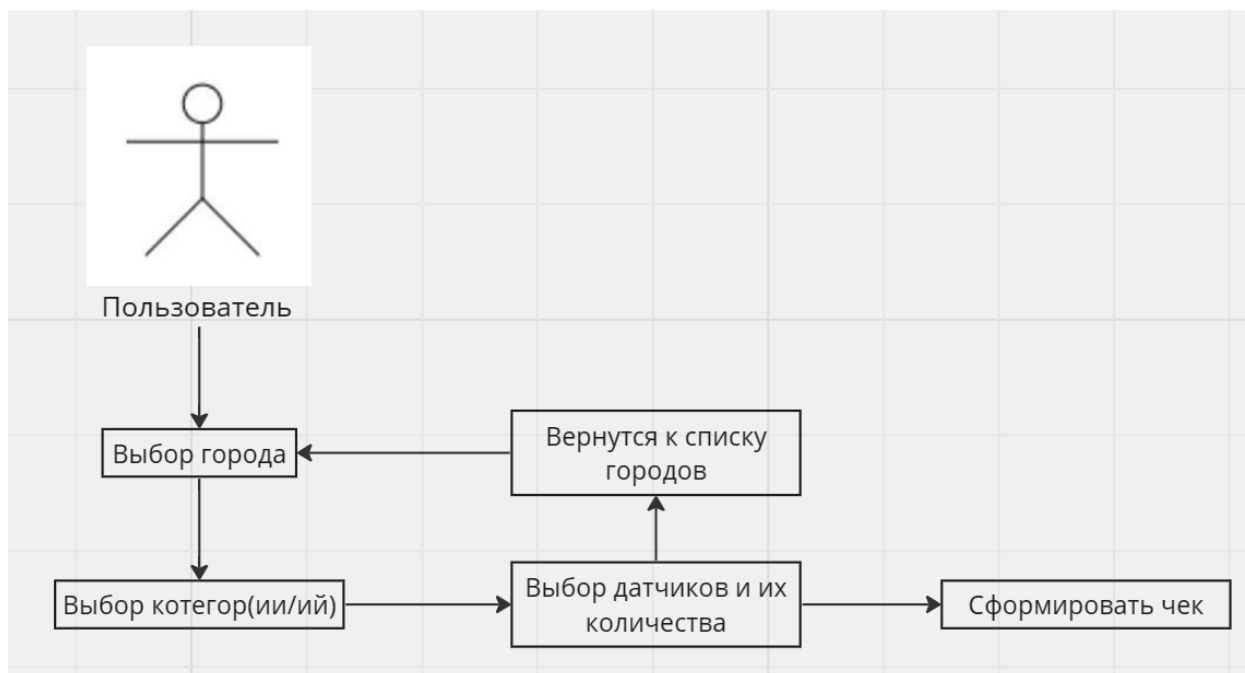 Пользователь
Выбор города
Вернутся к списку
городов
Выбор котегор(ии/ий)
Выбор датчиков и их
количества
Сформировать чек